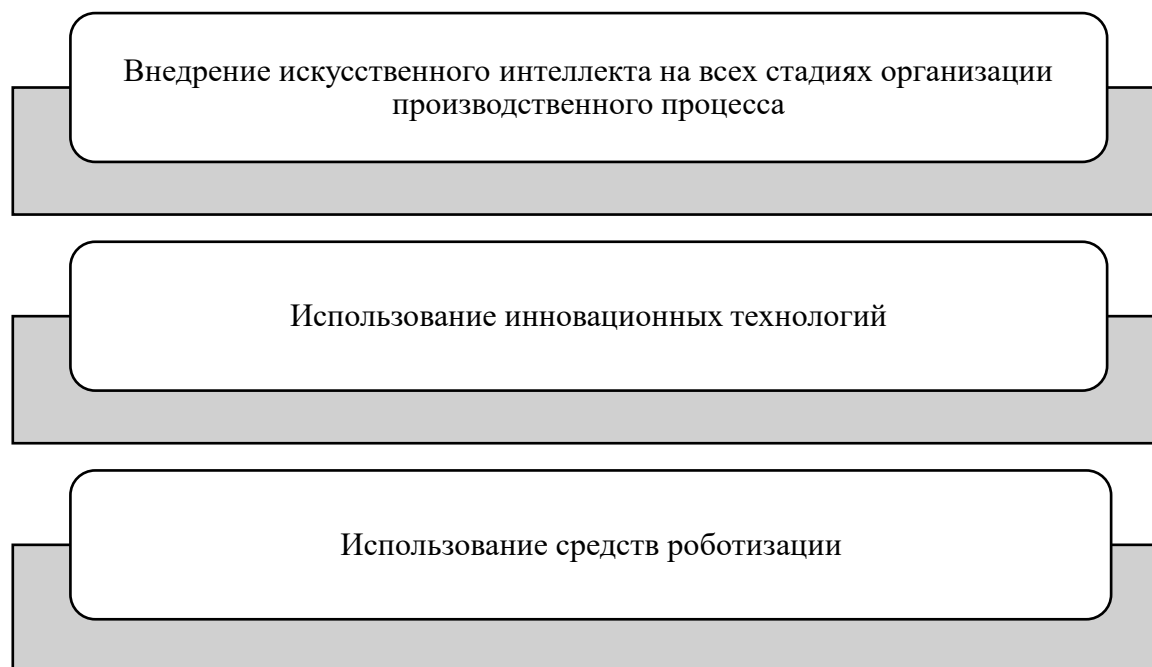 Внедрение искусственного интеллекта на всех стадиях организации
производственного процесса
Использование инновационных технологий
Использование средств роботизации